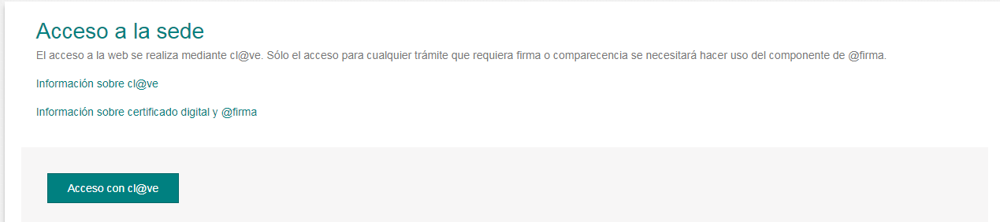 Acceso a la sede
El acceso a la web se realiza mediante cl@ve. Sólo el acceso para cualquier trámite que requiera firma o comparecencia se necesitará hacer uso del componente de @firma.
Información sobre cl@ve
Información sobre certificado digital y @firma
Acceso con cl@ve